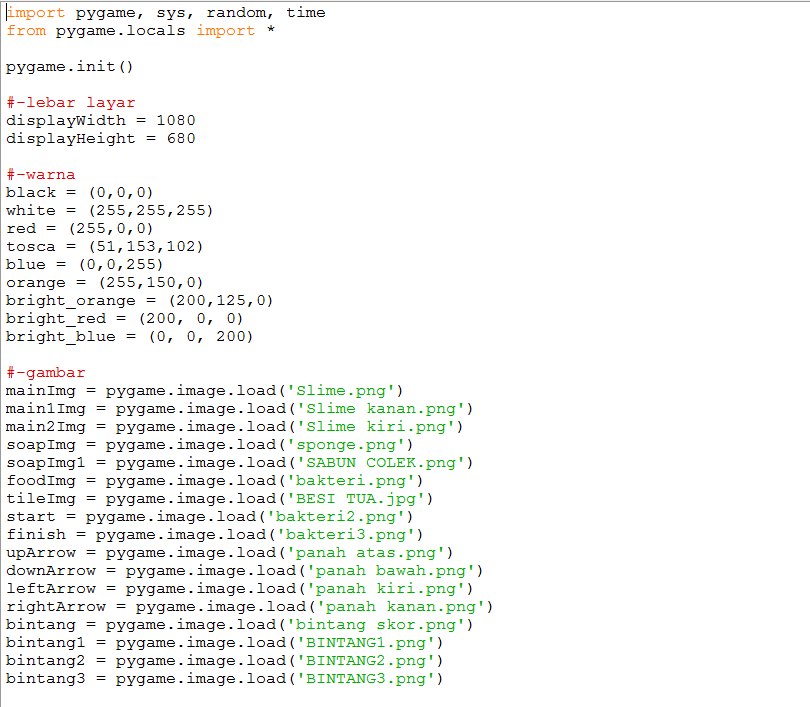 import pygame, sys, random, time
from pygame.locals import *
pygame.init()
#-lebar layar
displayWidth = 1080
displayHeight = 680
#-warna
black = (0,0,0)
white = (255,255,255)
red = (255,0,0)
tosca = (51,153,102)
blue = (0,0,255)
orange = (255,150,0)
bright_orange = (200,125,0)
bright_red = (200, 0, 0)
bright_blue = (0, 0, 200)
#-gambar
mainImg = pygame.image.load('Slime.png')
main1Img = pygame.image.load('Slime kanan.png')
main2Img = pygame.image.load('Slime kiri.png')
soapImg = pygame.image.load('sponge.png')
soapImg1 = pygame.image.load('SABUN COLEK.png')
foodImg = pygame.image.load('bakteri.png')
tileImg = pygame.image.load('BESI TUA.jpg')
start = pygame.image.load('bakteri2.png')
finish = pygame.image.load('bakteri3.png')
upArrow = pygame.image.load('panah atas.png')
downArrow = pygame.image.load('panah bawah.png')
leftArrow = pygame.image.load('panah kiri.png')
rightArrow = pygame.image.load('panah kanan.png')
bintang = pygame.image.load('bintang skor.png')
bintang1 = pygame.image.load('BINTANG1.png')
bintang2 = pygame.image.load('BINTANG2.png')
bintang3 = pygame.image.load('BINTANG3.png')